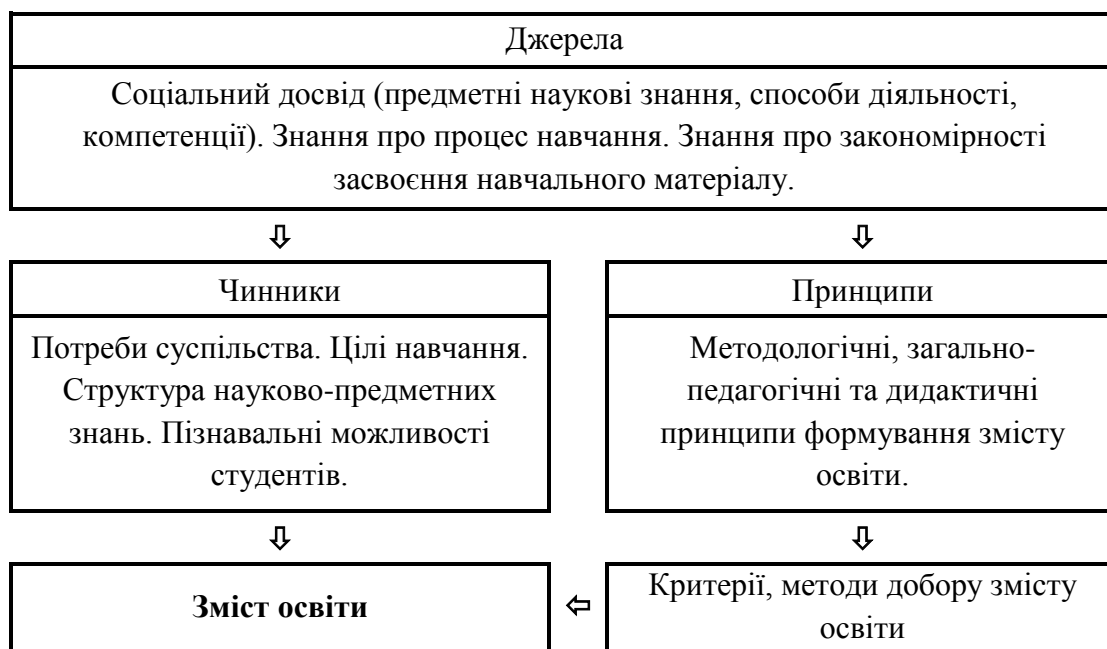 Джерела
Соціальний досвід (предметні наукові знання, способи діяльності,
компетенції). Знання про процес навчання. Знання про закономірності
засвоєння навчального матеріалу.
Чинники
Потреби суспільства. Цілі навчання.
Структура науково-предметних
знань. Пізнавальні можливості
студентів.
Принципи
Методологічні, загально-
педагогічні та дидактичні
принципи формування змісту
освіти.
Зміст освіти
Критерії, методи добору змісту
освіти